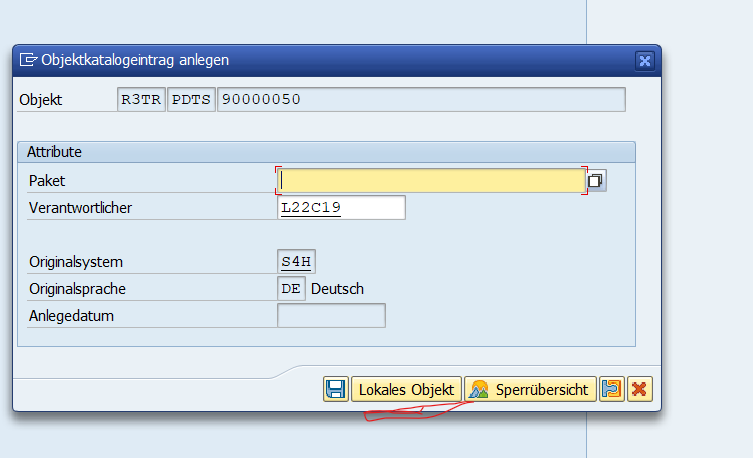 Objektkatalogeintrag anlegen
Objekt R3TR PDTS 90000050
Attribute
Paket
Verantwortlicher L22C19
Originalsystem S4H
Originalsprache DE Deutsch
Anlegedatum
Lokales Objekt Sperrübersicht